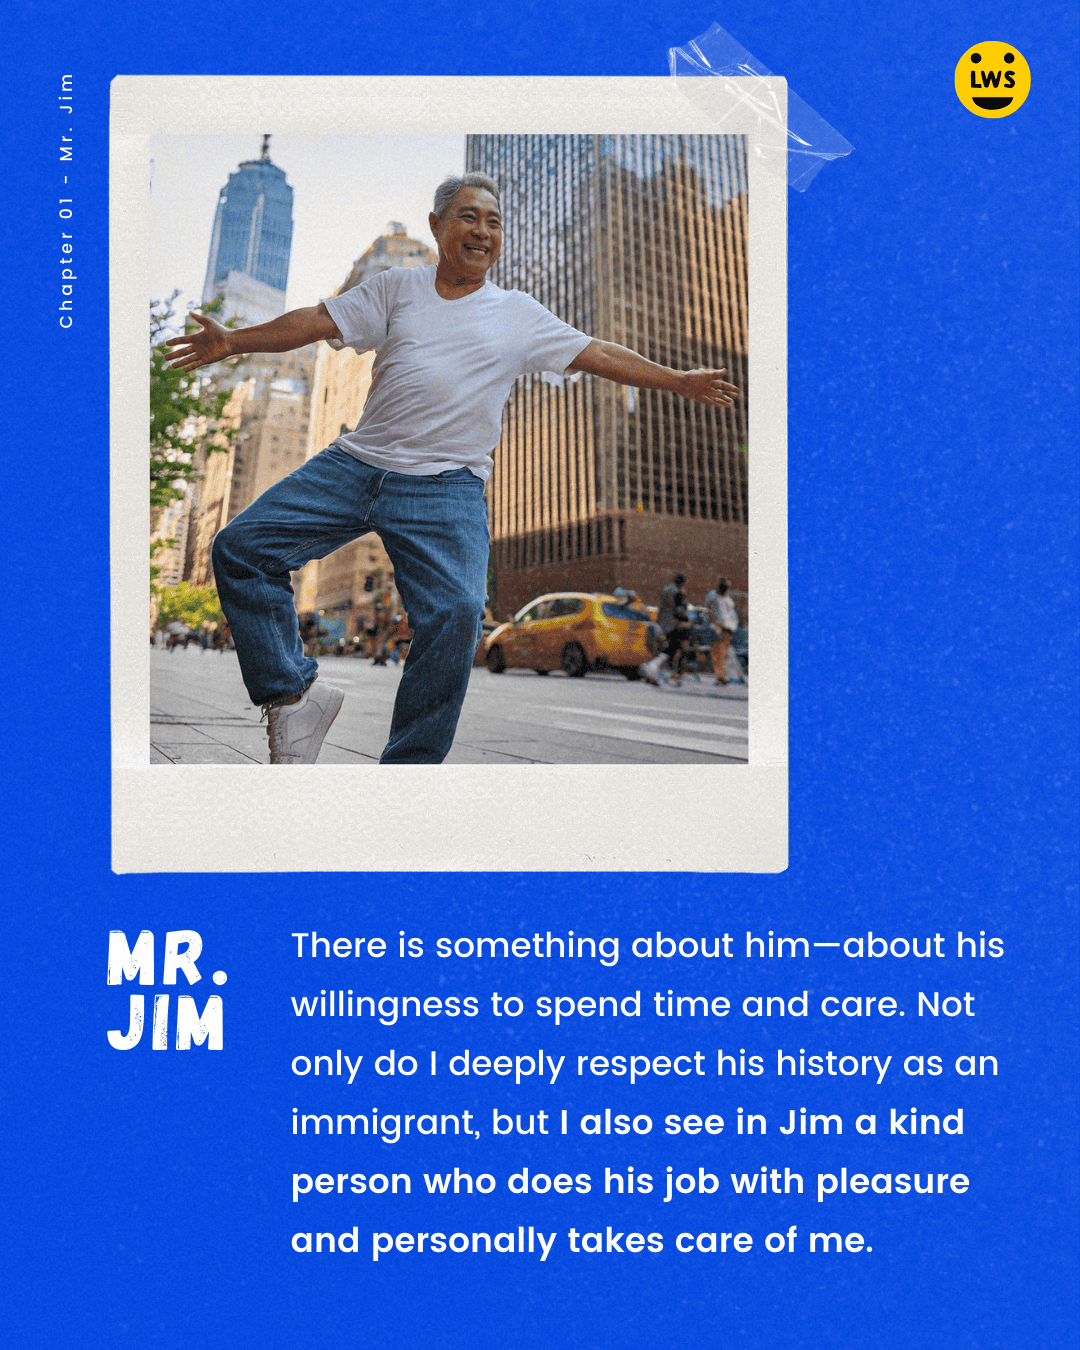 Chapter 01 – Mr. Jim
LWS
MR.
JIM
There is something about him—about his
willingness to spend time and care. Not
only do I deeply respect his history as an
immigrant, but I also see in Jim a kind
person who does his job with pleasure
and personally takes care of me.